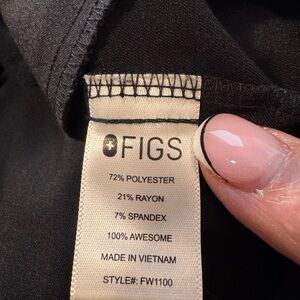 FIGS
72% POLYESTER
21% RAYON
7% SPANDEX
100% AWESOME
MADE IN VIETNAM
STYLE#: FW1100